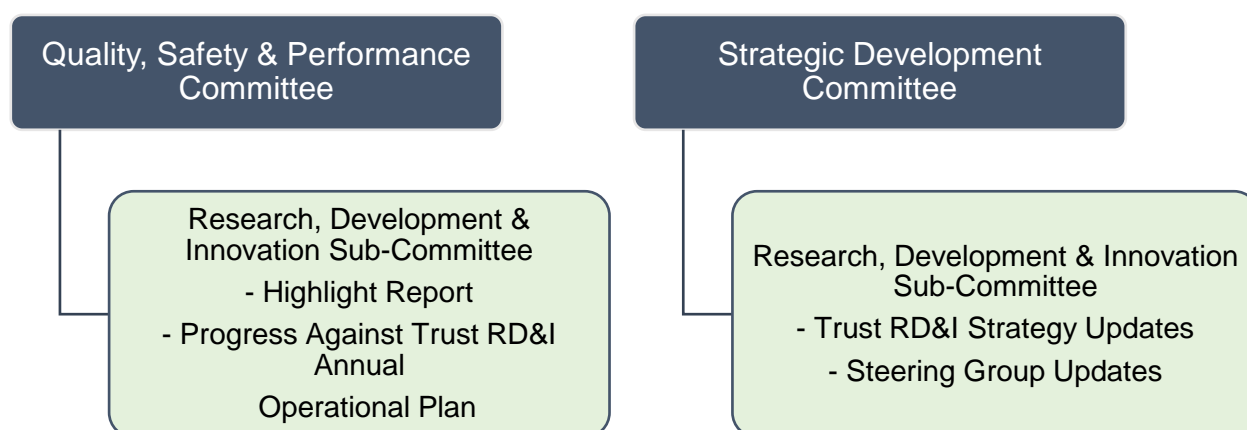 Quality, Safety & Performance
Committee
Research, Development &
Innovation Sub-Committee
- Highlight Report
- Progress Against Trust RD&I
Annual
Operational Plan
Strategic Development
Committee
Research, Development & Innovation
Sub-Committee
- Trust RD&I Strategy Updates
- Steering Group Updates